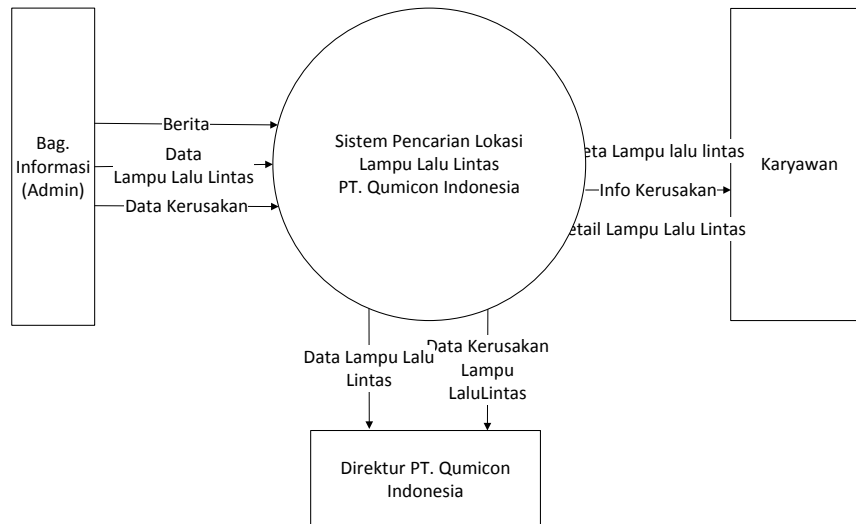 Bag.
Informasi
(Admin)
Berita
Data
Lampu Lalu Lintas
Data Kerusakan
Sistem Pencarian Lokasi
Lampu Lalu Lintas
PT. Qumicon Indonesia
eta Lampu lalu lintas
Info Kerusakan
etail Lampu Lalu Lintas
Karyawan
Data Lampu Lalu
Lintas
Data Kerusakan
Lampu
LaluLintas
Direktur PT. Qumicon
Indonesia